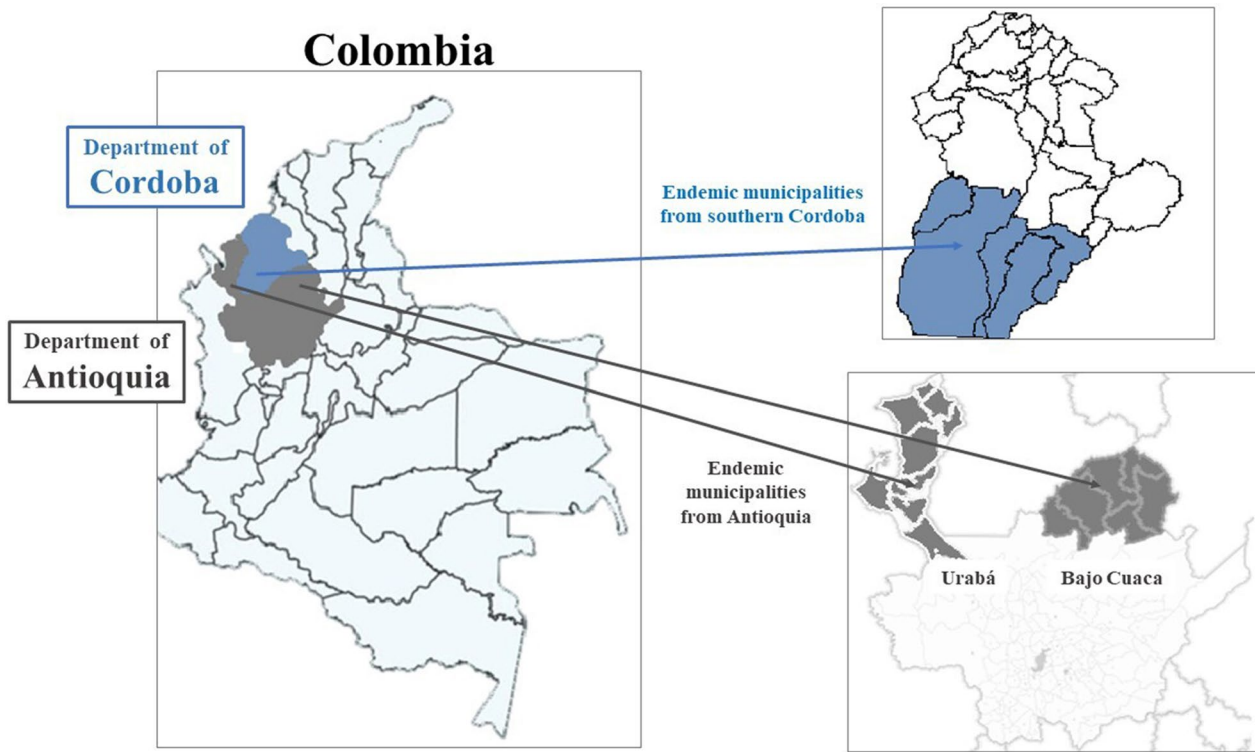 Colombia
Department of
Cordoba
Endemic municipalities
from southern Cordoba
Department of
Antioquia
Endemic
municipalities
from Antioquia
Urabá
Bajo Cuaca